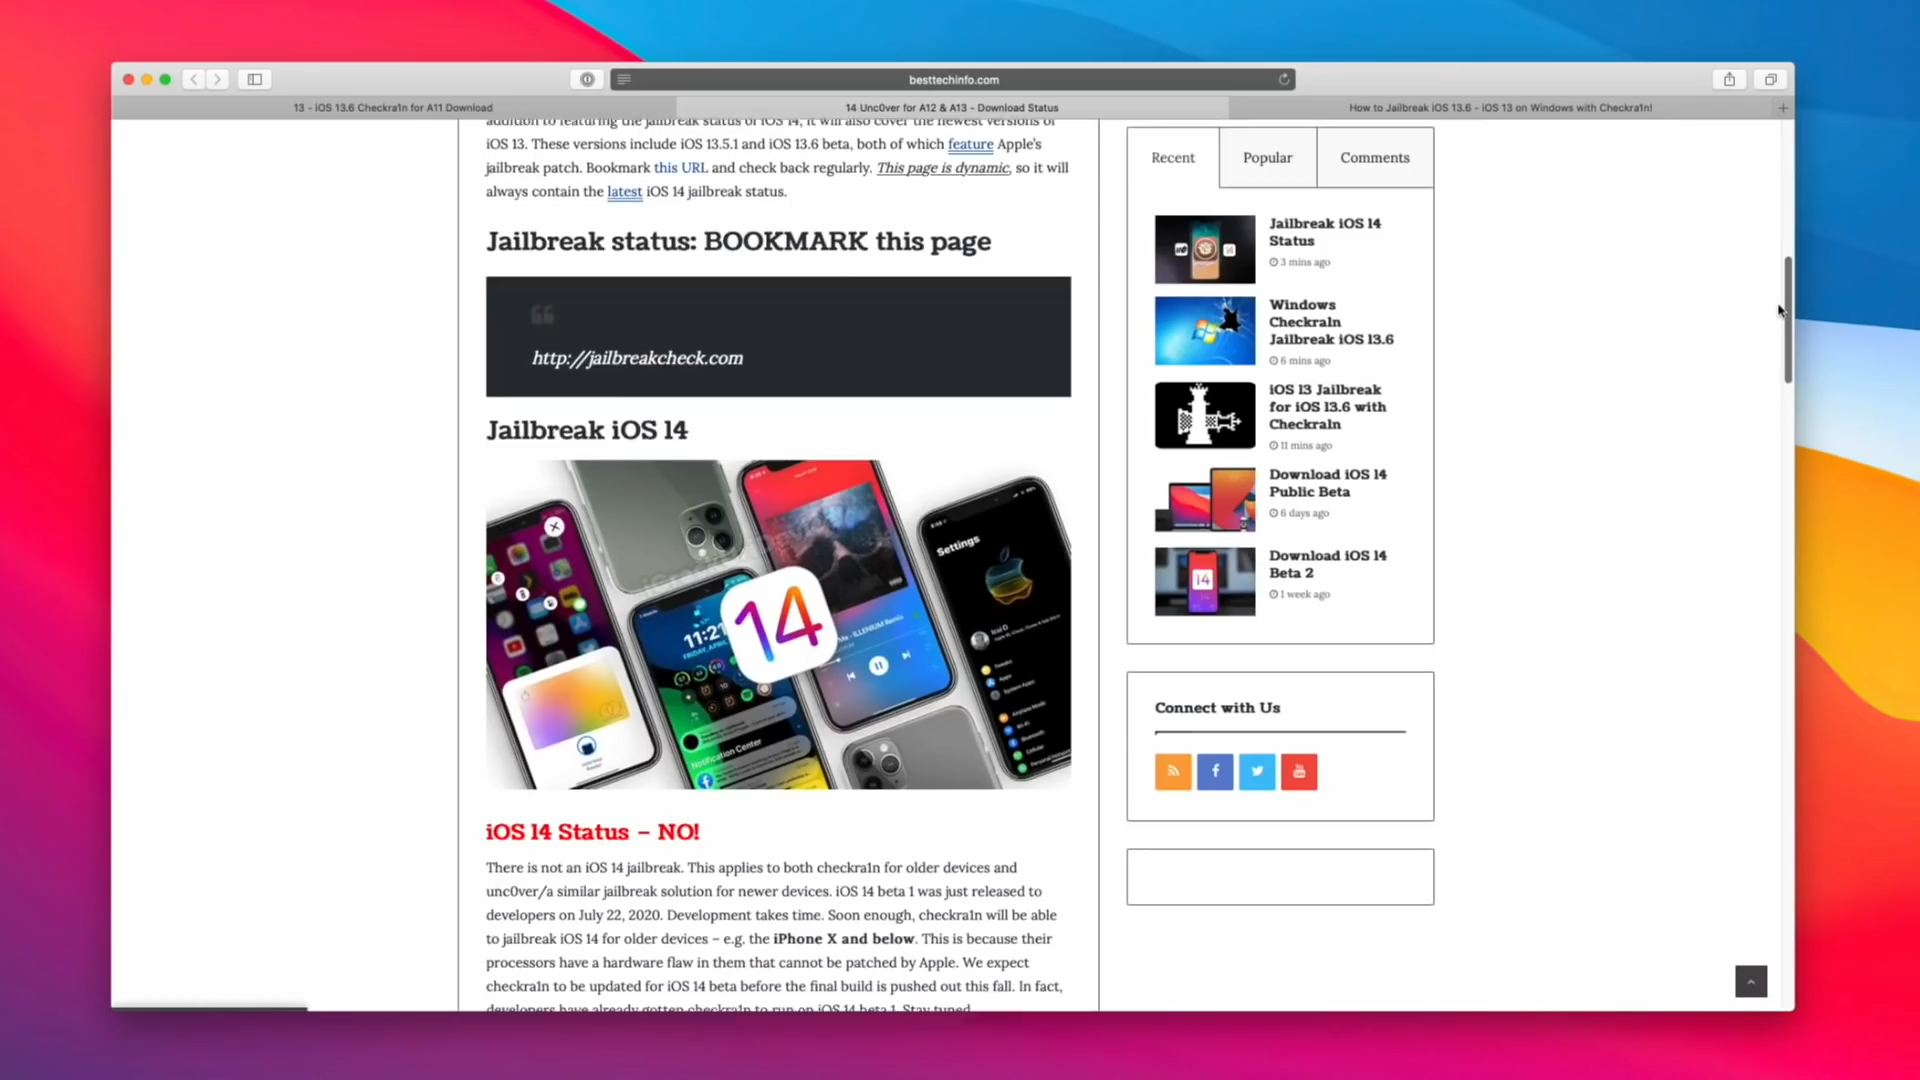 besttechinfo.com
13 - iOS 13.6 Checkra1n for A11 Download
14 Unc0ver for A12 & A13 - Download Status
How to Jailbreak iOS 13.6 - iOS 13 on Windows with Checkra1n!
addition to featuring the jailbreak status of iOS 14, it will also cover the newest versions of
iOS 13. These versions include iOS 13.5.1 and iOS 13.6 beta, both of which feature Apple's
jailbreak patch. Bookmark this URL and check back regularly. This page is dynamic, so it will
always contain the latest iOS 14 jailbreak status.
Jailbreak status: BOOKMARK this page
http://jailbreakcheck.com
Jailbreak iOS 14
Settings
11:21
14
Notification Center
iOS 14 Status – NO!
There is not an iOS 14 jailbreak. This applies to both checkra1n for older devices and
unc0ver/a similar jailbreak solution for newer devices. iOS 14 beta 1 was just released to
developers on July 22, 2020. Development takes time. Soon enough, checkra1n will be able
to jailbreak iOS 14 for older devices – e.g. the iPhone X and below. This is because their
processors have a hardware flaw in them that cannot be patched by Apple. We expect
checkra1n to be updated for iOS 14 beta before the final build is pushed out this fall. In fact,
developers have already gotten checkra1n to run on iOS 14 beta 1. Stay tuned
Recent
Popular
Comments
Jailbreak iOS 14
Status
3 mins ago
Windows
Checkra1n
Jailbreak iOS 13.6
6 mins ago
iOS 13 Jailbreak
for iOS 13.6 with
Checkra1n
11 mins ago
Download iOS 14
Public Beta
6 days ago
Download iOS 14
Beta 2
1 week ago
Connect with Us